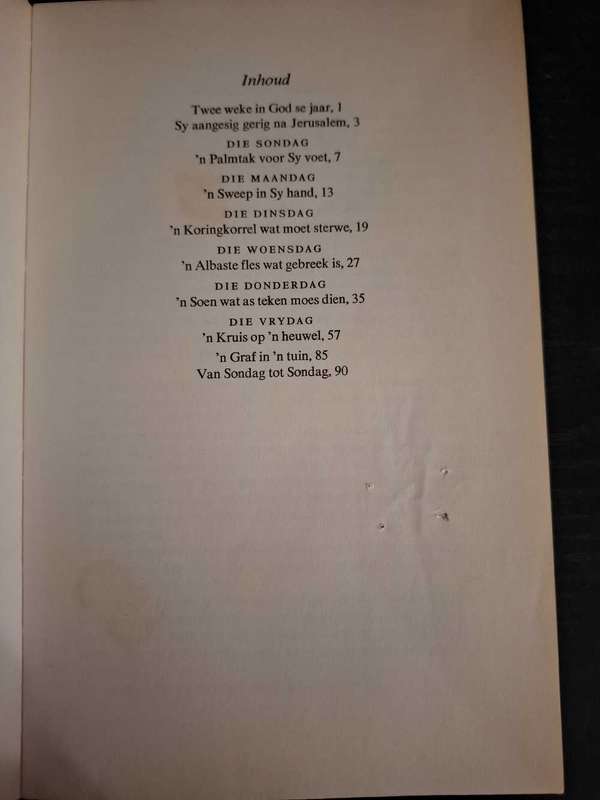 Inhoud
Twee weke in God se jaar, 1
Sy aangesig gerig na Jerusalem, 3
DIE SONDAG
'n Palmtak voor Sy voet, 7
DIE MAANDAG
'n Sweep in Sy hand, 13
DIE DINSDAG
'n Koringkorrel wat moet sterwe, 19
DIE WOENSDAG
'n Albaste fles wat gebreek is, 27
DIE DONDERDAG
'n Soen wat as teken moes dien, 35
DIE VRYDAG
'n Kruis op 'n heuwel, 57
'n Graf in 'n tuin, 85
Van Sondag tot Sondag, 90